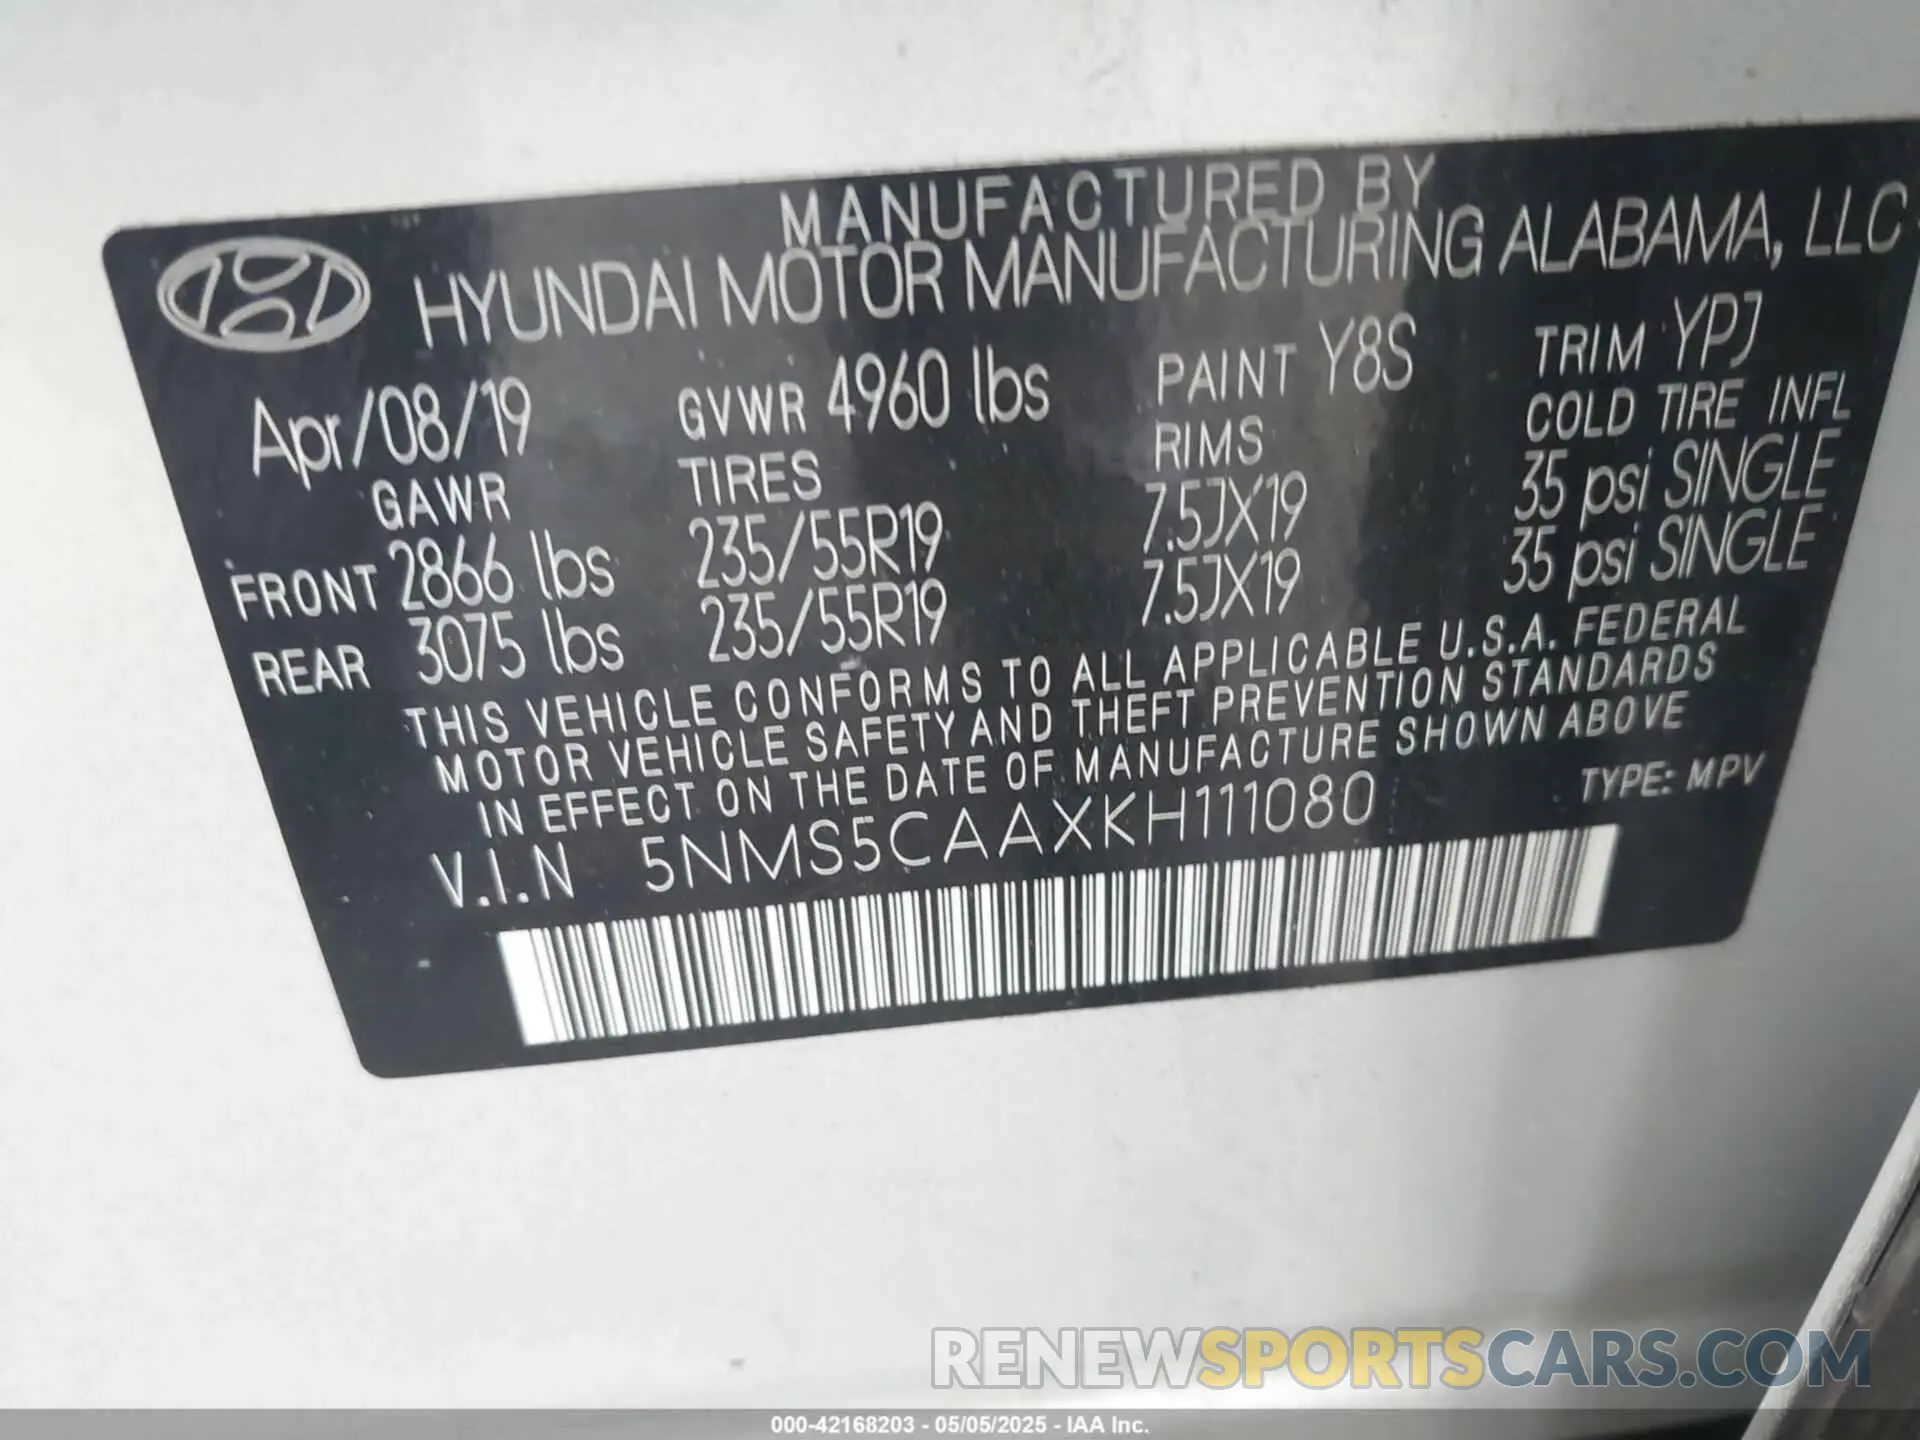 MANUFACTURED BY
HYUNDAI MOTOR MANUFACTURING ALABAMA, LLC
Apr/08/19 GVWR 4960 lbs PAINT Y8S TRIM YPJ
GAWR TIRES RIMS COLD TIRE INFL
FRONT 2866 lbs 235/55R19 7.5JX19 35 psi SINGLE
REAR 3075 lbs 235/55R19 7.5JX19 35 psi SINGLE
THIS VEHICLE CONFORMS TO ALL APPLICABLE U.S.A. FEDERAL
MOTOR VEHICLE SAFETY AND THEFT PREVENTION STANDARDS
IN EFFECT ON THE DATE OF MANUFACTURE SHOWN ABOVE
V.I.N 5NMS5CAAXKH111080 TYPE: MPV
RENEWSPORTSCARS.COM
000-42168203 - 05/05/2025 - IAA Inc.